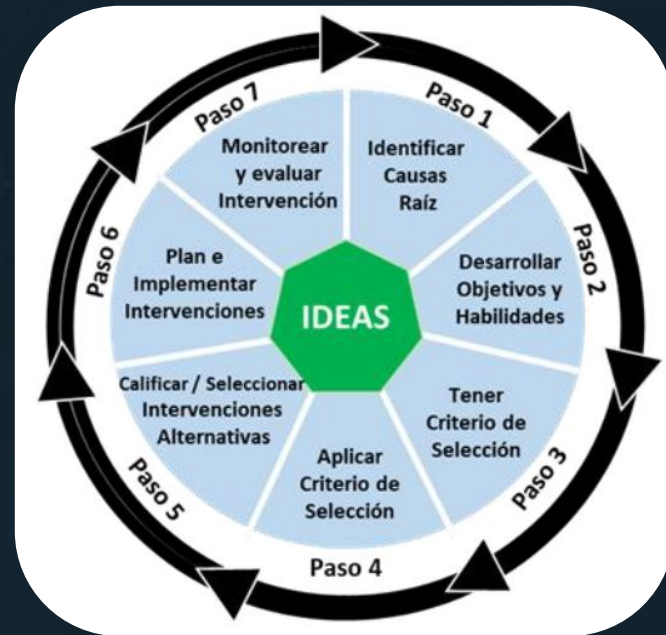 Paso 1
Identificar
Causas
Raíz
Paso 2
Desarrollar
Objetivos y
Habilidades
Paso 3
Tener
Criterio de
Selección
Paso 4
Aplicar
Criterio de
Selección
Paso 5
Calificar / Seleccionar
Intervenciones
Alternativas
Paso 6
Plan e
Implementar
Intervenciones
Paso 7
Monitorear
y evaluar
Intervención
IDEAS